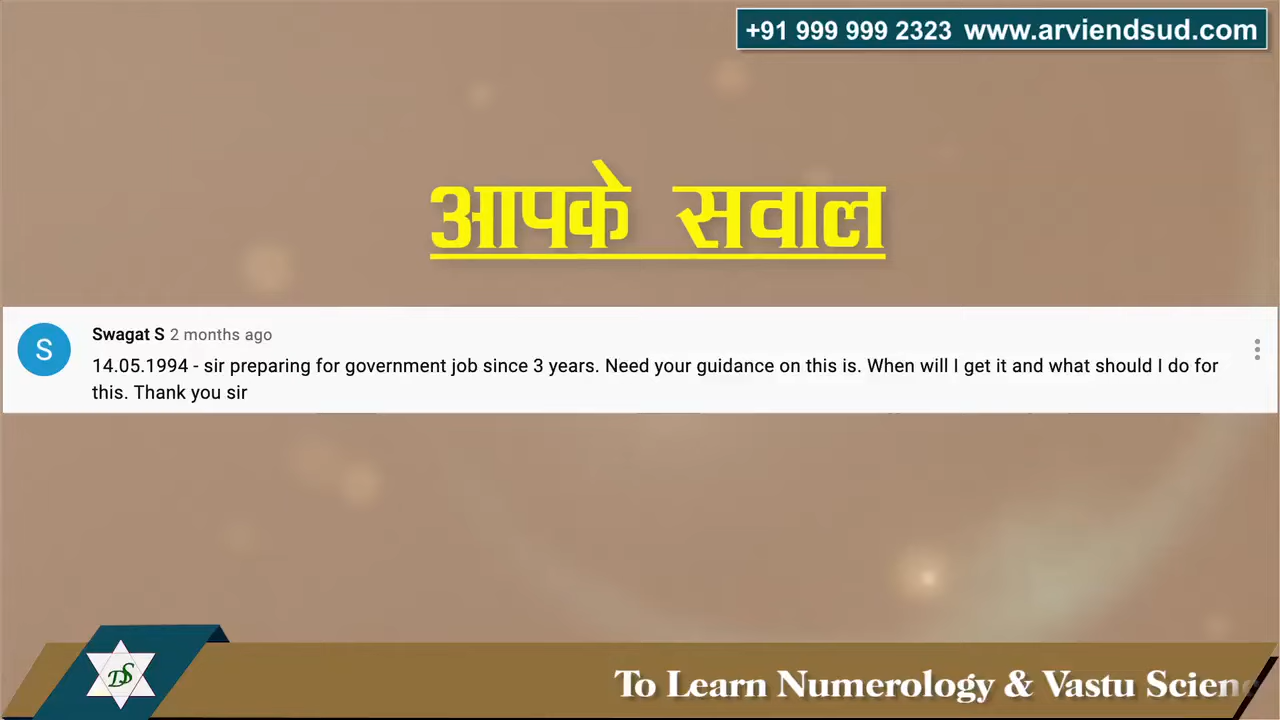 +91 999 999 2323 www.arviendsud.com
आपके सवाल
S
Swagat S 2 months ago
14.05.1994 - sir preparing for government job since 3 years. Need your guidance on this is. When will I get it and what should I do for
this. Thank you sir
DS
To Learn Numerology & Vastu Scien